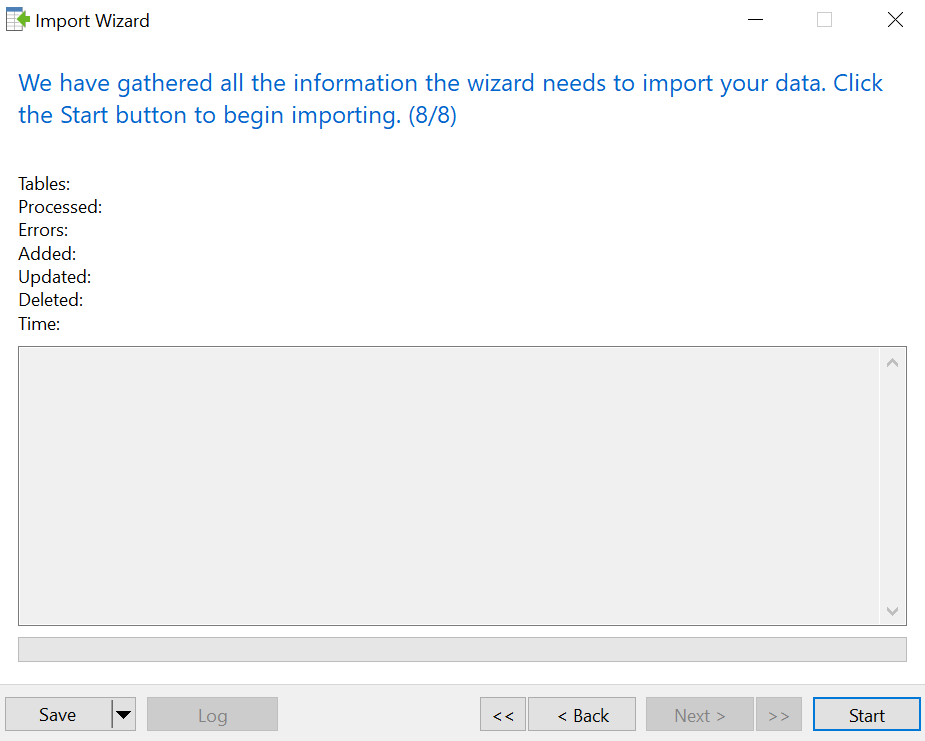 Import Wizard
We have gathered all the information the wizard needs to import your data. Click
the Start button to begin importing. (8/8)
Tables:
Processed:
Errors:
Added:
Updated:
Deleted:
Time:
Save
Log
<<
< Back
Next >
>>
Start